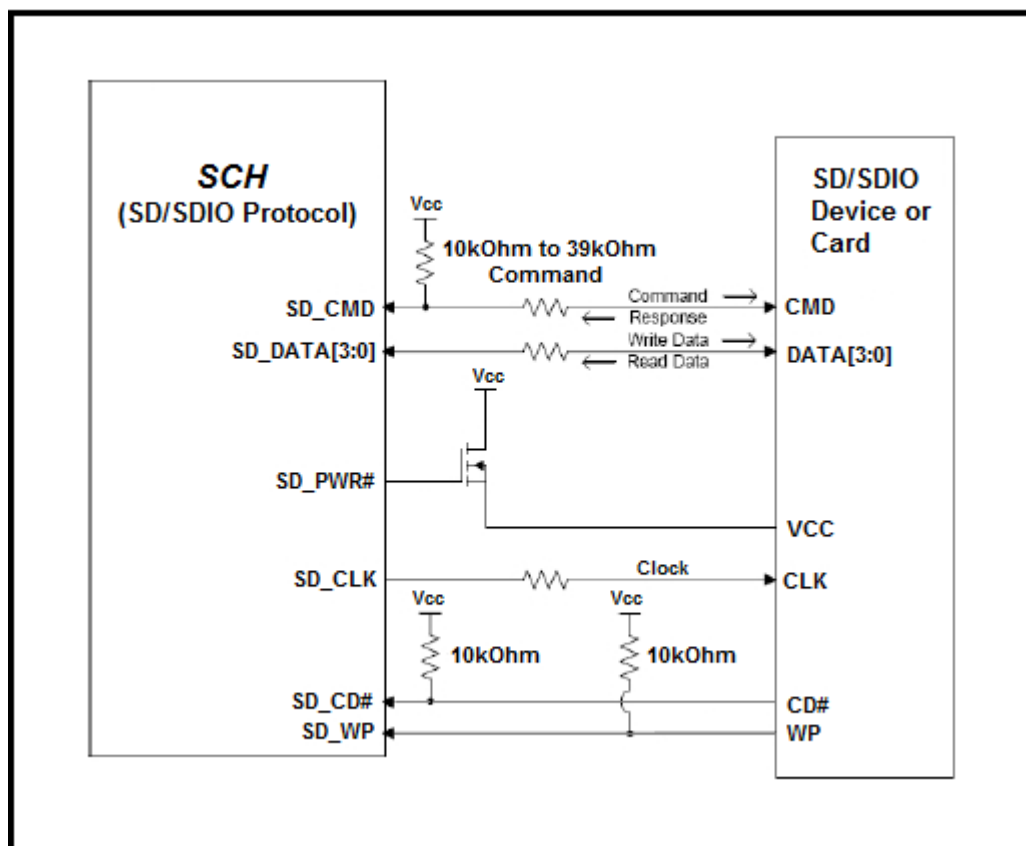 SCH
(SD/SDIO Protocol)
SD/SDIO
Device or
Card
Vcc
10kOhm to 39kOhm
Command
SD_CMD
Command
Response
CMD
SD_DATA[3:0]
Write Data
Read Data
DATA[3:0]
Vcc
SD_PWR#
VCC
SD_CLK
Clock
CLK
Vcc
Vcc
10kOhm
10kOhm
SD_CD#
CD#
SD_WP
WP